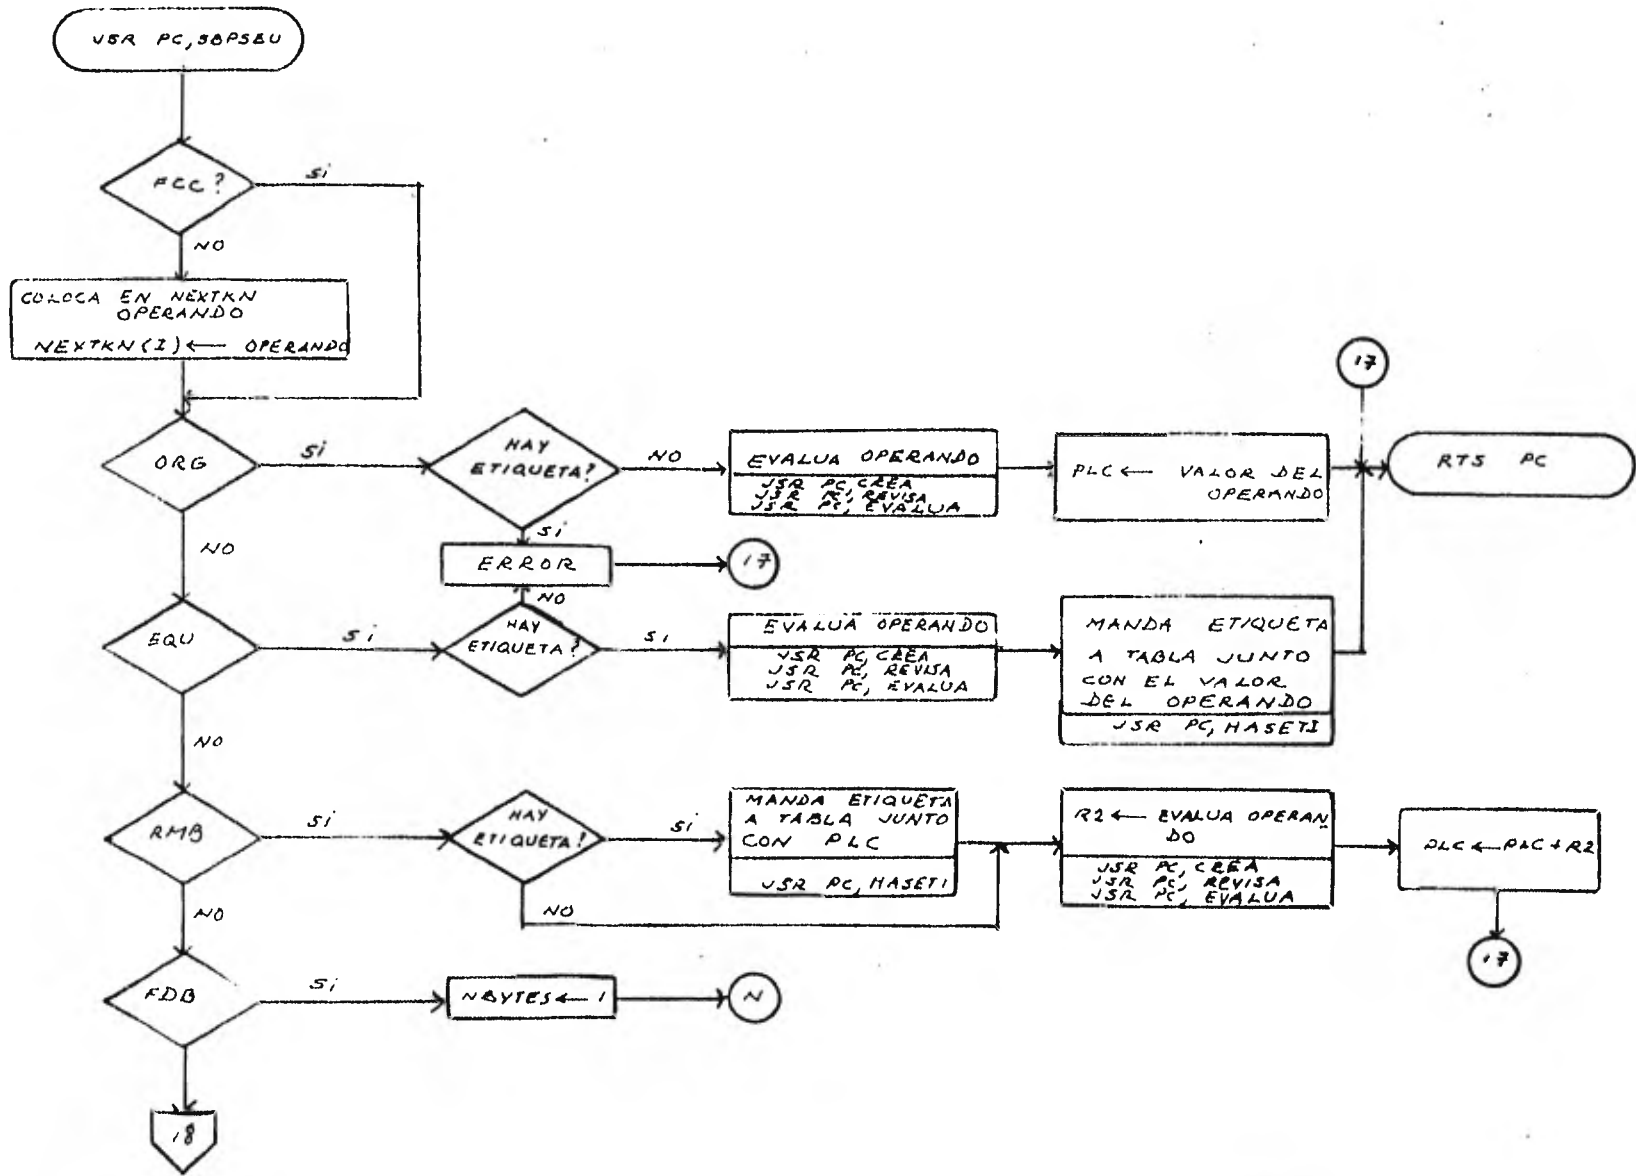 JSR PC, SBPSEU
FCC?
SI
NO
COLOCA EN NEXTKN
OPERANDO
NEXTKN(I) ← OPERANDO
17
ORG
SI
HAY
ETIQUETA?
NO
EVALUA OPERANDO
JSR PC, CREA
JSR PC, REVISA
JSR PC, EVALUA
PLC ← VALOR DEL
OPERANDO
RTS PC
SI
NO
ERROR
17
NO
EQU
SI
HAY
ETIQUETA?
SI
EVALUA OPERANDO
JSR PC, CREA
JSR PC, REVISA
JSR PC, EVALUA
MANDA ETIQUETA
A TABLA JUNTO
CON EL VALOR
DEL OPERANDO
JSR PC, HASETI
NO
RMB
SI
HAY
ETIQUETA?
SI
MANDA ETIQUETA
A TABLA JUNTO
CON PLC
JSR PC, HASETI
R2 ← EVALUA OPERAN
DO
JSR PC, CREA
JSR PC, REVISA
JSR PC, EVALUA
PLC ← PLC + R2
NO
NO
17
FDB
SI
NBYTES ← 1
N
18